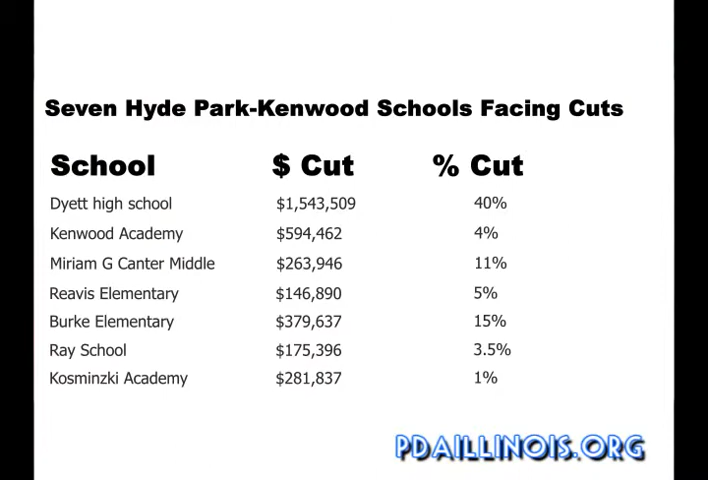 Seven Hyde Park-Kenwood Schools Facing Cuts
School $ Cut % Cut
Dyett high school $1,543,509 40%
Kenwood Academy $594,462 4%
Miriam G Canter Middle $263,946 11%
Reavis Elementary $146,890 5%
Burke Elementary $379,637 15%
Ray School $175,396 3.5%
Kosminzki Academy $281,837 1%
PDAILLINOIS.ORG